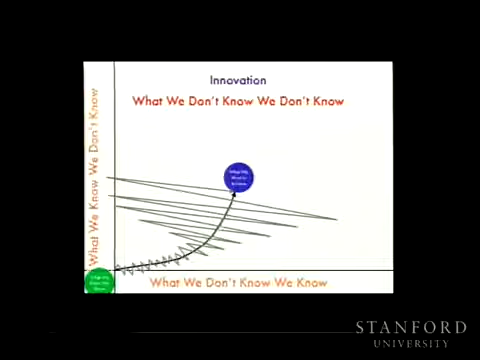 Innovation
What We Don't Know We Don't Know
What We Know We Don't Know
What We Don't Know We Know
STANFORD
UNIVERSITY